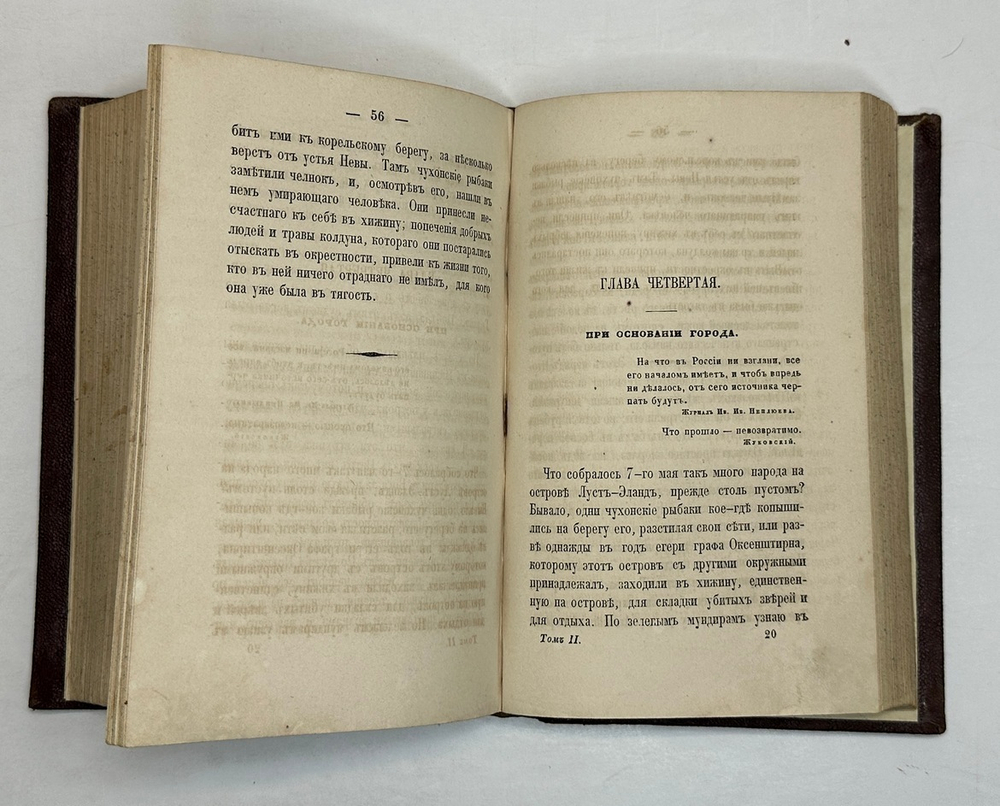 — 56 —
битъ ими къ корельскому берегу, за нѣсколько
верстъ отъ устья Невы. Тамъ чухонскіе рыбаки
замѣтили челнокъ, и, осмотрѣвъ его, нашли въ
немъ умирающаго человѣка. Они принесли не-
счастнаго къ себѣ въ хижину; попеченія добрыхъ
людей и травы колдуна, котораго они постарались
отыскать въ окрестности, привели къ жизни того,
кто въ ней ничего отраднаго не имѣлъ, для кого
она уже была въ тягость.
ГЛАВА ЧЕТВЕРТАЯ.
ПРИ ОСНОВАНІИ ГОРОДА.
На что въ Россіи ни взгляни, все
его началомъ имѣетъ, и чтобъ впредь
ни дѣлалось, отъ сего источника чер-
пать будутъ.
Журналъ Ив. Ив. Неплюева.
Что прошло — невозвратимо.
Жуковскій.
Что собралось 7-го мая такъ много народа на
островѣ Лустъ-Эландъ, прежде столь пустомъ?
Бывало, одни чухонскіе рыбаки кое-гдѣ копыши-
лись на берегу его, разстилая свои сѣти, или раз-
вѣ однажды въ годъ егери графа Оксенштирна,
которому этотъ островъ съ другими окружными
принадлежалъ, заходили въ хижину, единствен-
ную на островѣ, для складки убитыхъ звѣрей и
для отдыха. По зеленымъ мундирамъ узнаю въ
Томъ II. 20